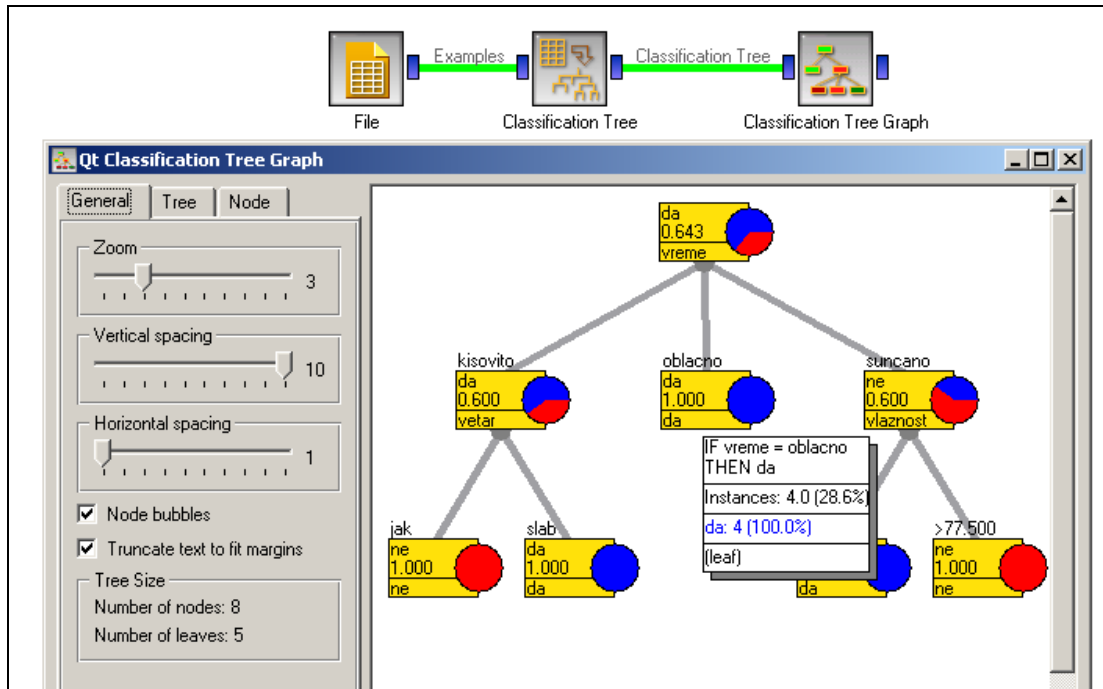 Examples
Classification Tree
File
Classification Tree
Classification Tree Graph
Qt Classification Tree Graph
General
Tree
Node
Zoom
3
Vertical spacing
10
Horizontal spacing
1
Node bubbles
Truncate text to fit margins
Tree Size
Number of nodes: 8
Number of leaves: 5
da
0.643
vreme
kisovito
da
0.600
vetar
oblacno
da
1.000
da
suncano
ne
0.600
vlaznost
IF vreme = oblacno
THEN da
Instances: 4.0 (28.6%)
da: 4 (100.0%)
(leaf)
jak
ne
1.000
ne
slab
da
1.000
da
da
>77.500
ne
1.000
ne